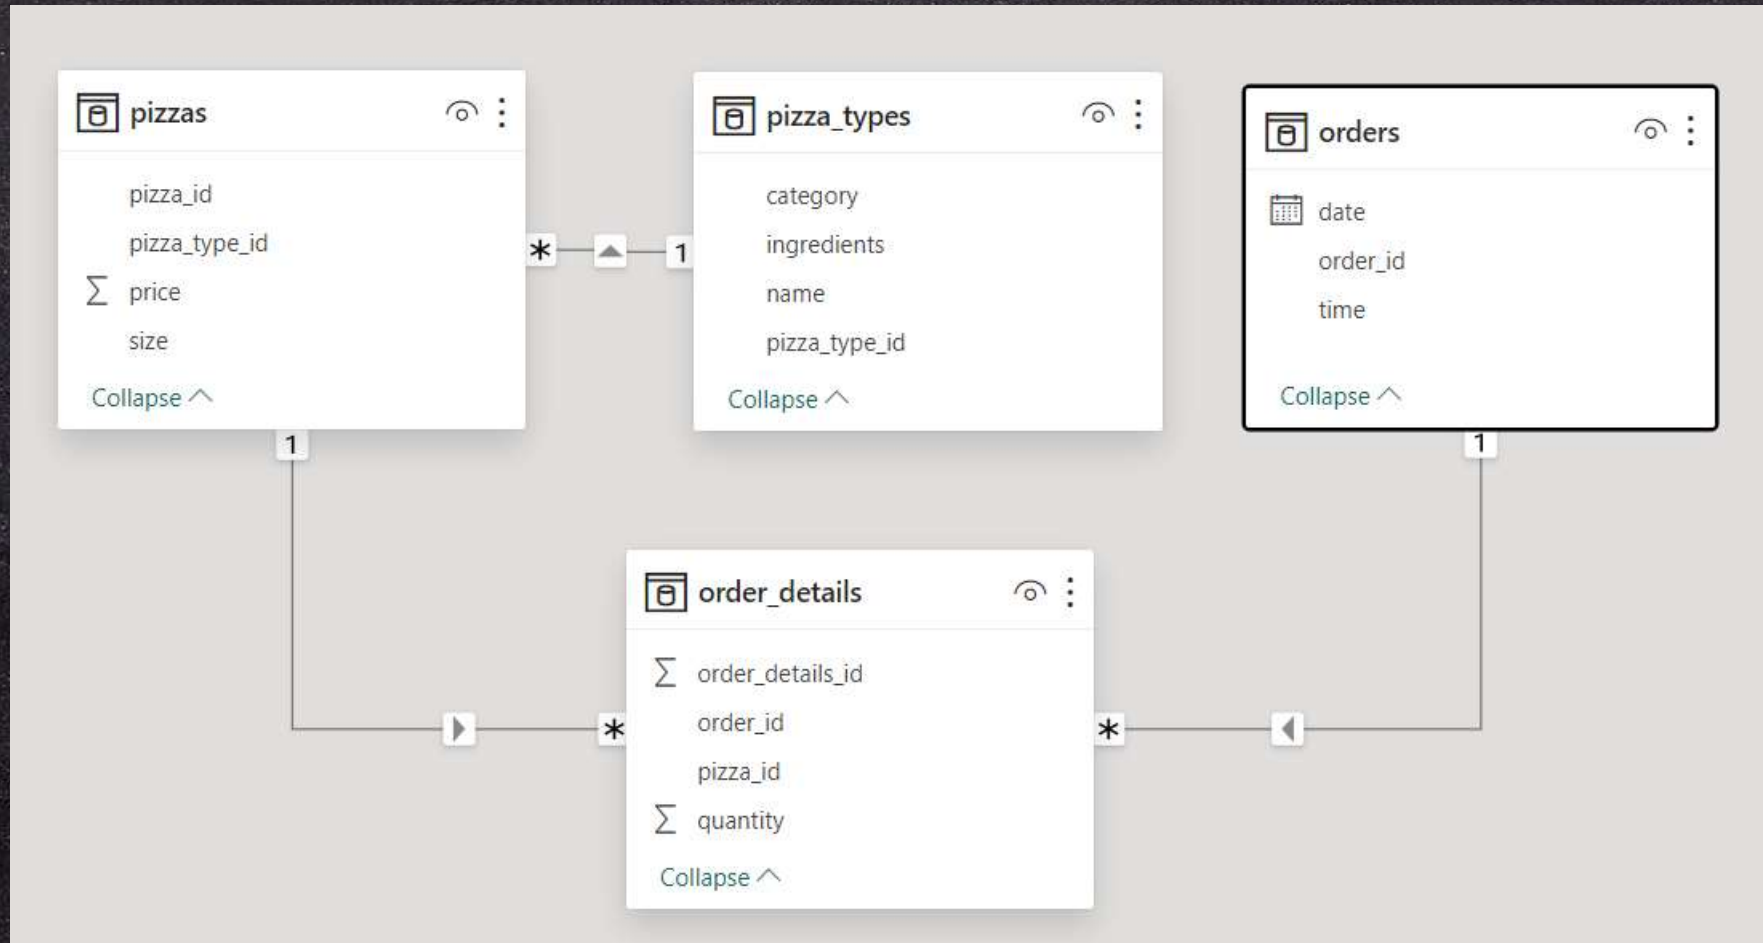 pizzas
pizza_id
pizza_type_id
Σ price
size
Collapse
pizza_types
category
ingredients
name
pizza_type_id
Collapse
orders
date
order_id
time
Collapse
* 1
1
1
order_details
Σ order_details_id
order_id
pizza_id
Σ quantity
Collapse
* *